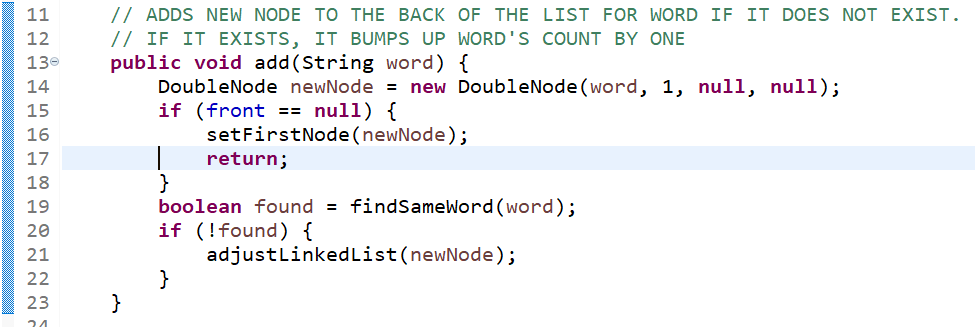 11 // ADDS NEW NODE TO THE BACK OF THE LIST FOR WORD IF IT DOES NOT EXIST.
12 // IF IT EXISTS, IT BUMPS UP WORD'S COUNT BY ONE
13 public void add(String word) {
14 DoubleNode newNode = new DoubleNode(word, 1, null, null);
15 if (front == null) {
16 setFirstNode(newNode);
17 return;
18 }
19 boolean found = findSameWord(word);
20 if (!found) {
21 adjustLinkedList(newNode);
22 }
23 }
24